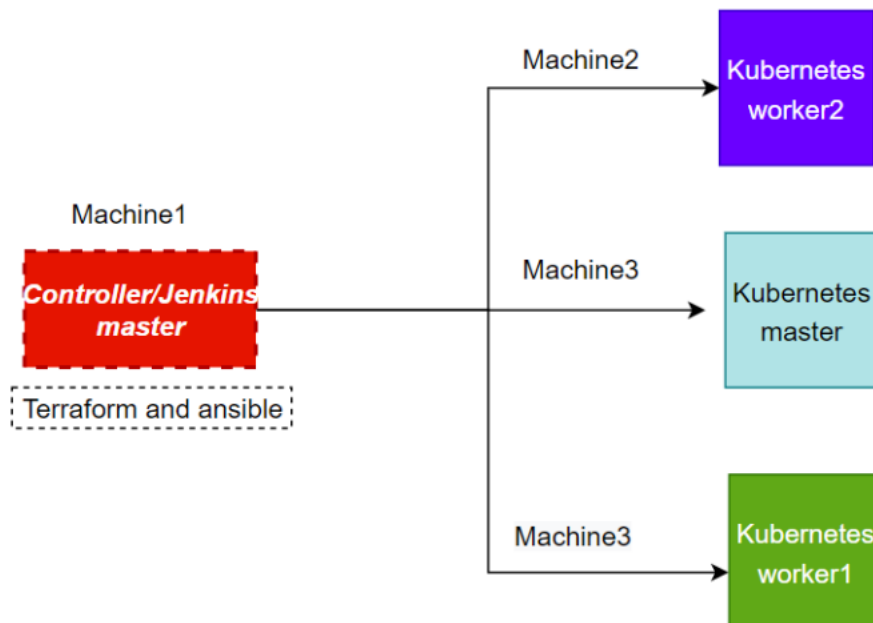 Machine2
Kubernetes
worker2
Machine1
Controller/Jenkins
master
Terraform and ansible
Machine3
Kubernetes
master
Machine3
Kubernetes
worker1